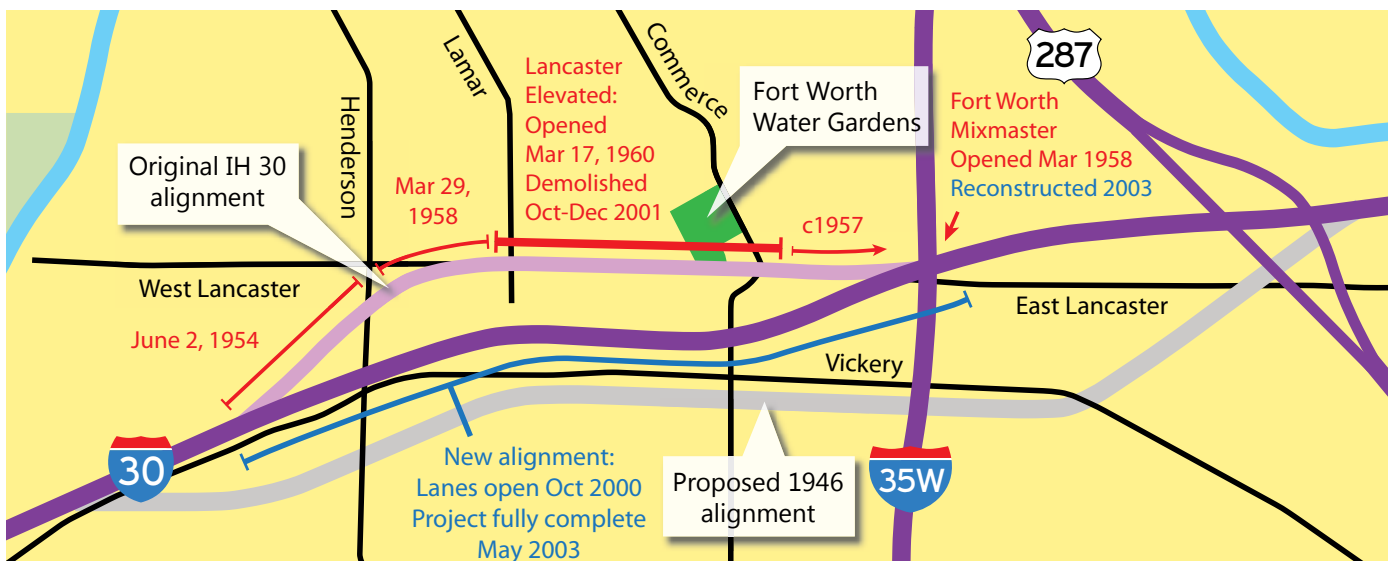 Henderson
Lamar
Lancaster
Elevated:
Opened
Mar 17, 1960
Demolished
Oct-Dec 2001
Commerce
Fort Worth
Water Gardens
287
Fort Worth
Mixmaster
Opened Mar 1958
Reconstructed 2003
Original IH 30
alignment
Mar 29,
1958
c1957
West Lancaster
East Lancaster
June 2, 1954
Vickery
30
New alignment:
Lanes open Oct 2000
Project fully complete
May 2003
Proposed 1946
alignment
35W